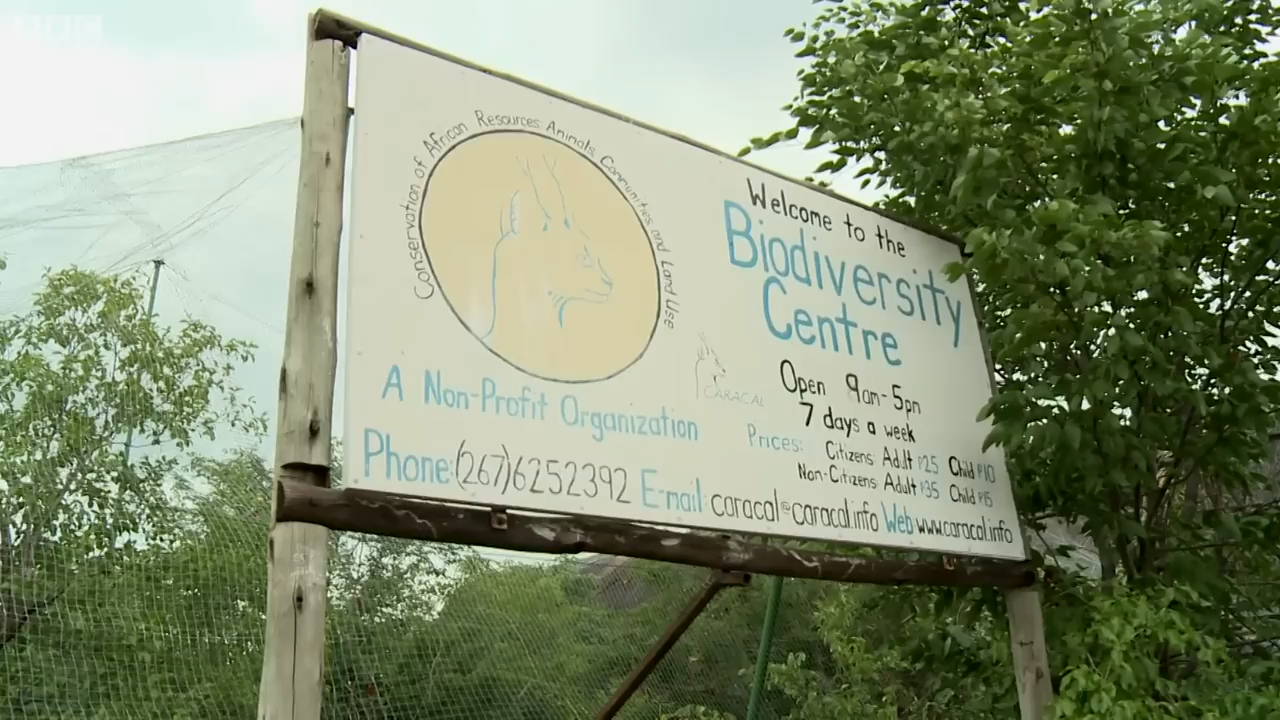 BBC
Conservation of African Resources: Animals, Communities and Land Use
A Non-Profit Organization
Phone:(267)6252392 E-mail: caracal@caracal.info Web www.caracal.info
CARACAL
Welcome to the
Biodiversity
Centre
Open 9am-5pm
7 days a week
Prices: Citizens: Adult P25 Child P10
Non-Citizens: Adult P35 Child P15